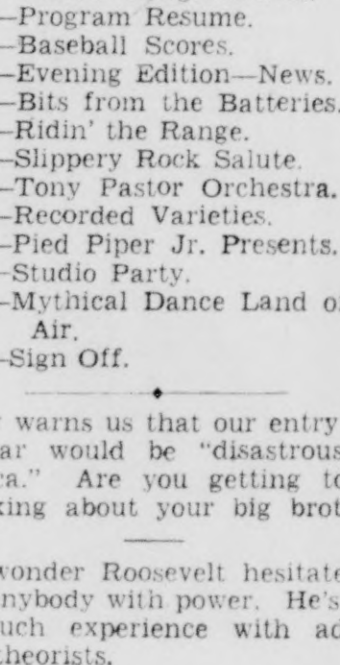 —Program Resume.
—Baseball Scores.
—Evening Edition—News.
—Bits from the Batteries.
—Ridin' the Range.
—Slippery Rock Salute.
—Tony Pastor Orchestra.
—Recorded Varieties.
—Pied Piper Jr. Presents.
—Studio Party.
—Mythical Dance Land o
Air.
—Sign Off.
warns us that our entry
ar would be "disastrous
ca." Are you getting to
king about your big brot
wonder Roosevelt hesitate
nybody with power. He's
uch experience with ad
theorists.